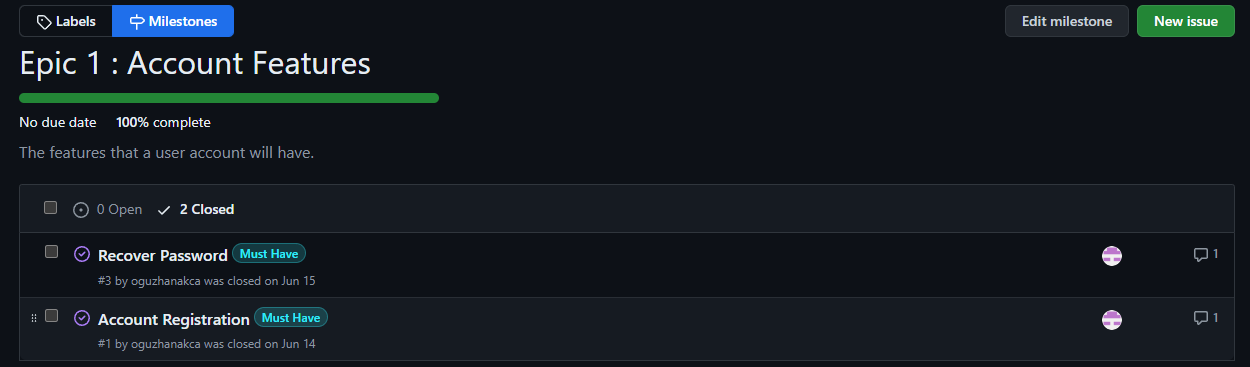 Labels Milestones Edit milestone New issue
Epic 1 : Account Features
No due date 100% complete
The features that a user account will have.
0 Open 2 Closed
Recover Password Must Have 1
#3 by oguzhanakca was closed on Jun 15
Account Registration Must Have 1
#1 by oguzhanakca was closed on Jun 14